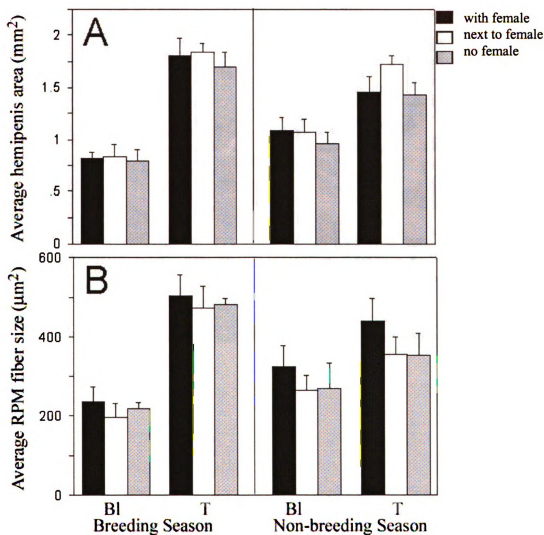 A
with female
next to female
no female
Average hemipenis area (mm²)
2
1.5
1
.5
0
B
Average RPM fiber size (µm²)
600
400
200
0
Bl
T
Bl
T
Breeding Season
Non-breeding Season